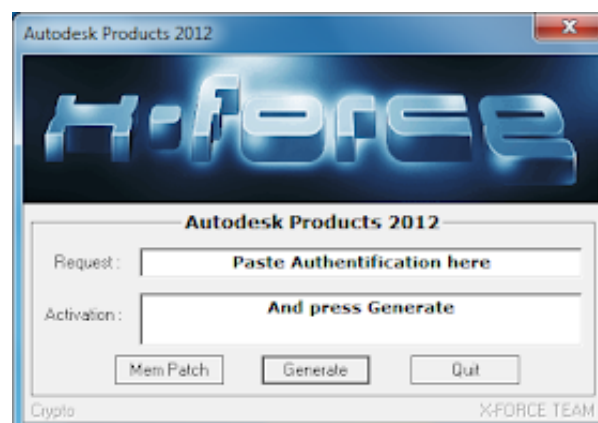 Autodesk Products 2012
x-force
Autodesk Products 2012
Request :
Paste Authentification here
Activation :
And press Generate
Mem Patch
Generate
Quit
Crypto
X-FORCE TEAM